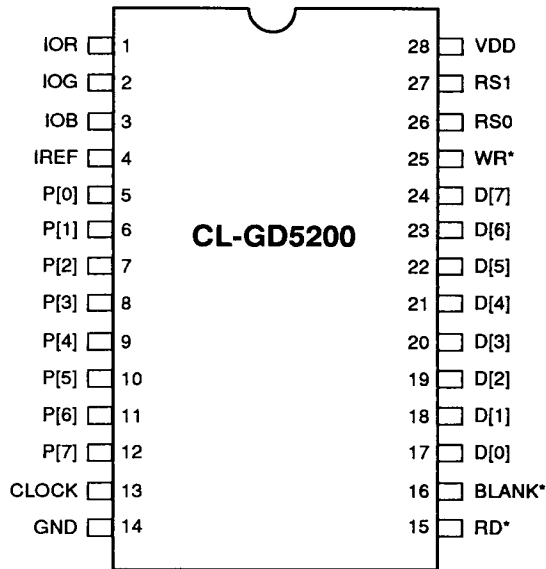 IOR 1 28 VDD
IOG 2 27 RS1
IOB 3 26 RS0
IREF 4 25 WR*
P[0] 5 24 D[7]
P[1] 6 23 D[6]
CL-GD5200
P[2] 7 22 D[5]
P[3] 8 21 D[4]
P[4] 9 20 D[3]
P[5] 10 19 D[2]
P[6] 11 18 D[1]
P[7] 12 17 D[0]
CLOCK 13 16 BLANK*
GND 14 15 RD*